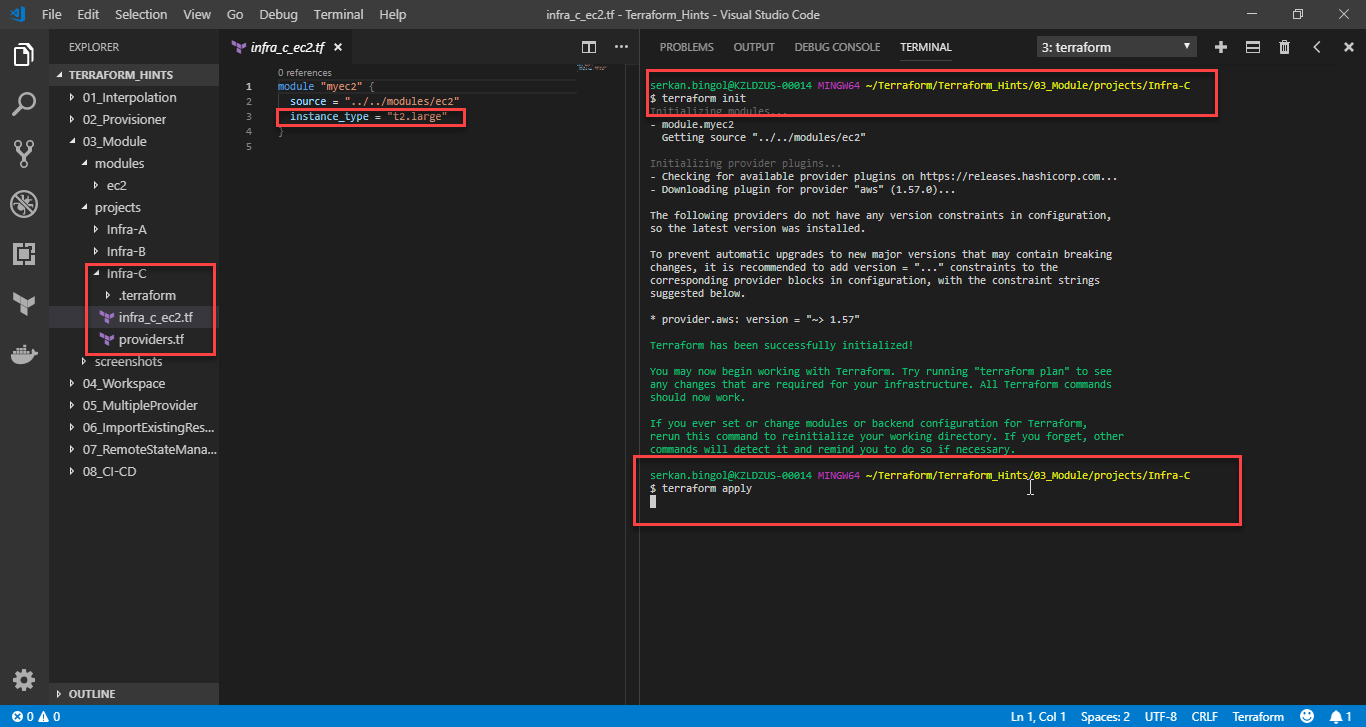 File Edit Selection View Go Debug Terminal Help
infra_c_ec2.tf - Terraform_Hints - Visual Studio Code
EXPLORER
TERRAFORM_HINTS
01_Interpolation
02_Provisioner
03_Module
modules
ec2
projects
Infra-A
Infra-B
Infra-C
.terraform
infra_c_ec2.tf
providers.tf
screenshots
04_Workspace
05_MultipleProvider
06_ImportExistingRes...
07_RemoteStateMana...
08_CI-CD
OUTLINE
infra_c_ec2.tf
0 references
1 module "myec2" {
2 source = "../../modules/ec2"
3 instance_type = "t2.large"
4 }
5
PROBLEMS OUTPUT DEBUG CONSOLE TERMINAL
3: terraform
serkan.bingol@KZLDZUS-00014 MINGW64 ~/Terraform/Terraform_Hints/03_Module/projects/Infra-C
$ terraform init
Initializing modules...
- module.myec2
Getting source "../../modules/ec2"
Initializing provider plugins...
- Checking for available provider plugins on https://releases.hashicorp.com...
- Downloading plugin for provider "aws" (1.57.0)...
The following providers do not have any version constraints in configuration,
so the latest version was installed.
To prevent automatic upgrades to new major versions that may contain breaking
changes, it is recommended to add version = "..." constraints to the
corresponding provider blocks in configuration, with the constraint strings
suggested below.
* provider.aws: version = "~> 1.57"
Terraform has been successfully initialized!
You may now begin working with Terraform. Try running "terraform plan" to see
any changes that are required for your infrastructure. All Terraform commands
should now work.
If you ever set or change modules or backend configuration for Terraform,
rerun this command to reinitialize your working directory. If you forget, other
commands will detect it and remind you to do so if necessary.
serkan.bingol@KZLDZUS-00014 MINGW64 ~/Terraform/Terraform_Hints/03_Module/projects/Infra-C
$ terraform apply
0 0
Ln 1, Col 1 Spaces: 2 UTF-8 CRLF Terraform 1